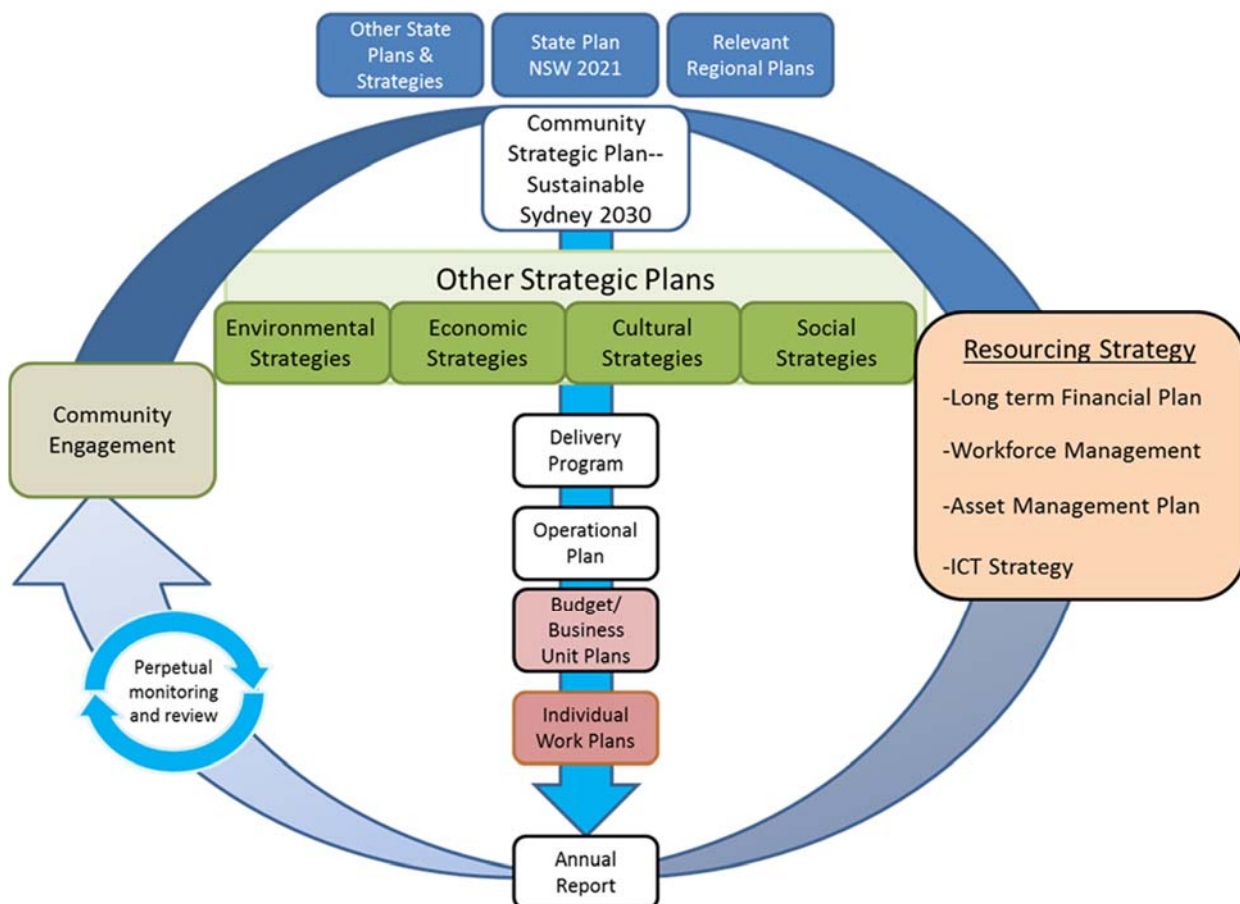 Other State
Plans &
Strategies
State Plan
NSW 2021
Relevant
Regional Plans
Community
Strategic Plan--
Sustainable
Sydney 2030
Other Strategic Plans
Environmental
Strategies
Economic
Strategies
Cultural
Strategies
Social
Strategies
Resourcing Strategy
-Long term Financial Plan
-Workforce Management
-Asset Management Plan
-ICT Strategy
Community
Engagement
Delivery
Program
Operational
Plan
Budget/
Business
Unit Plans
Individual
Work Plans
Perpetual
monitoring
and review
Annual
Report